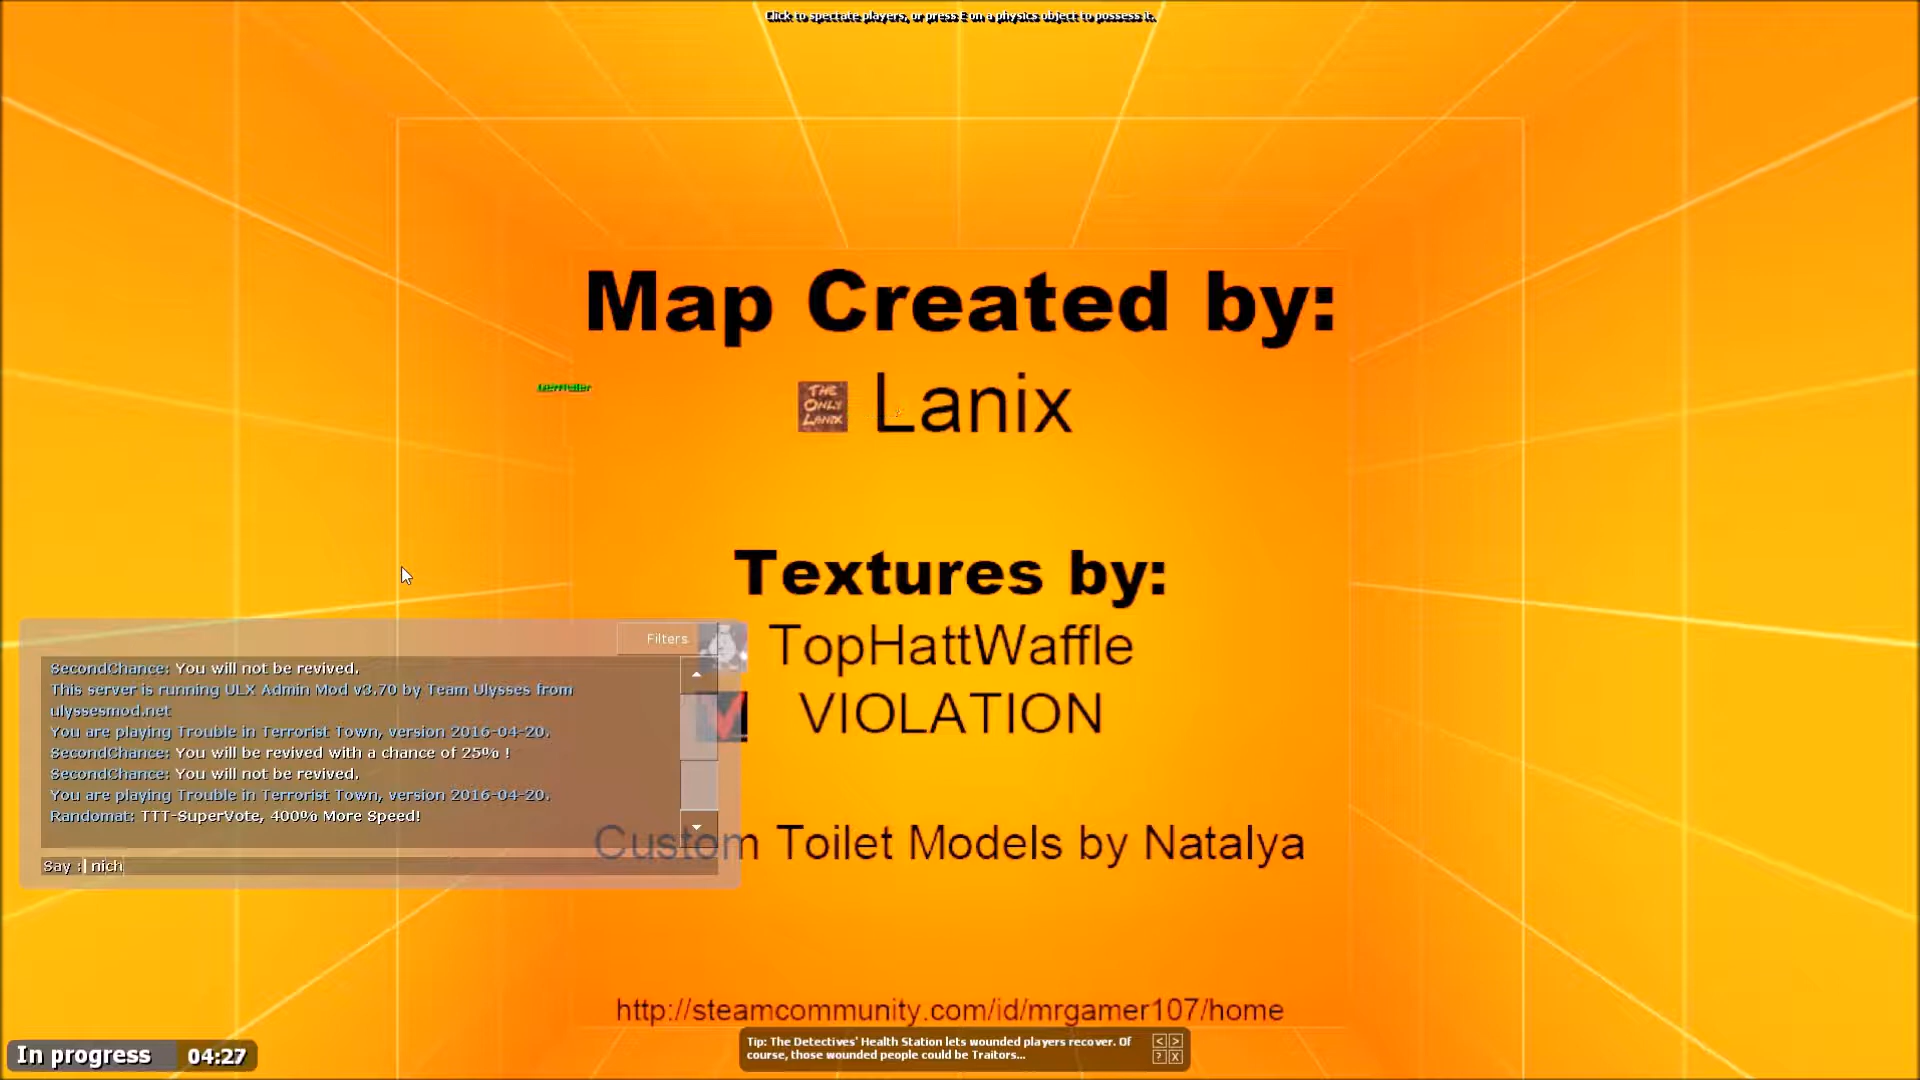 Click to spectate players, or press E on a physics object to possess it.
Map Created by:
THE
ONLY
LANIX
Lanix
Textures by:
TopHattWaffle
VIOLATION
Custom Toilet Models by Natalya
http://steamcommunity.com/id/mrgamer107/home
Filters
SecondChance: You will not be revived.
This server is running ULX Admin Mod v3.70 by Team Ulysses from
ulyssesmod.net
You are playing Trouble in Terrorist Town, version 2016-04-20.
SecondChance: You will be revived with a chance of 25% !
SecondChance: You will not be revived.
You are playing Trouble in Terrorist Town, version 2016-04-20.
Randomat: TTT-SuperVote, 400% More Speed!
Say : nich
In progress 04:27
Tip: The Detectives' Health Station lets wounded players recover. Of
course, those wounded people could be Traitors...
< >
? X